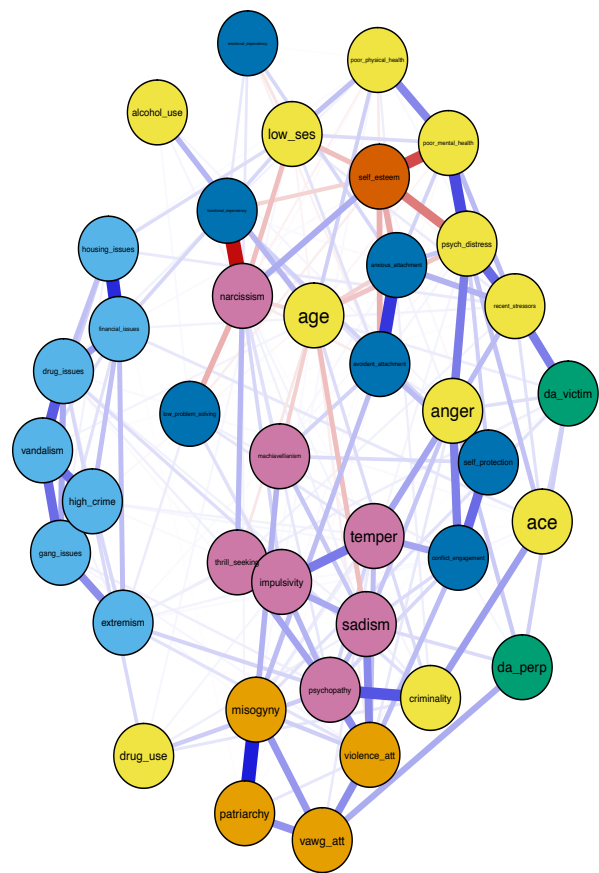 emotional_dependency
poor_physical_health
alcohol_use
low_ses
poor_mental_health
self_esteem
housing_issues
psych_distress
anxious_attachment
narcissism
recent_stressors
age
financial_issues
avoidant_attachment
drug_issues
da_victim
low_problem_solving
anger
vandalism
machiavellianism
self_protection
high_crime
ace
temper
gang_issues
thrill_seeking
conflict_engagement
impulsivity
extremism
sadism
da_perp
psychopathy
criminality
misogyny
drug_use
violence_att
patriarchy
vawg_att